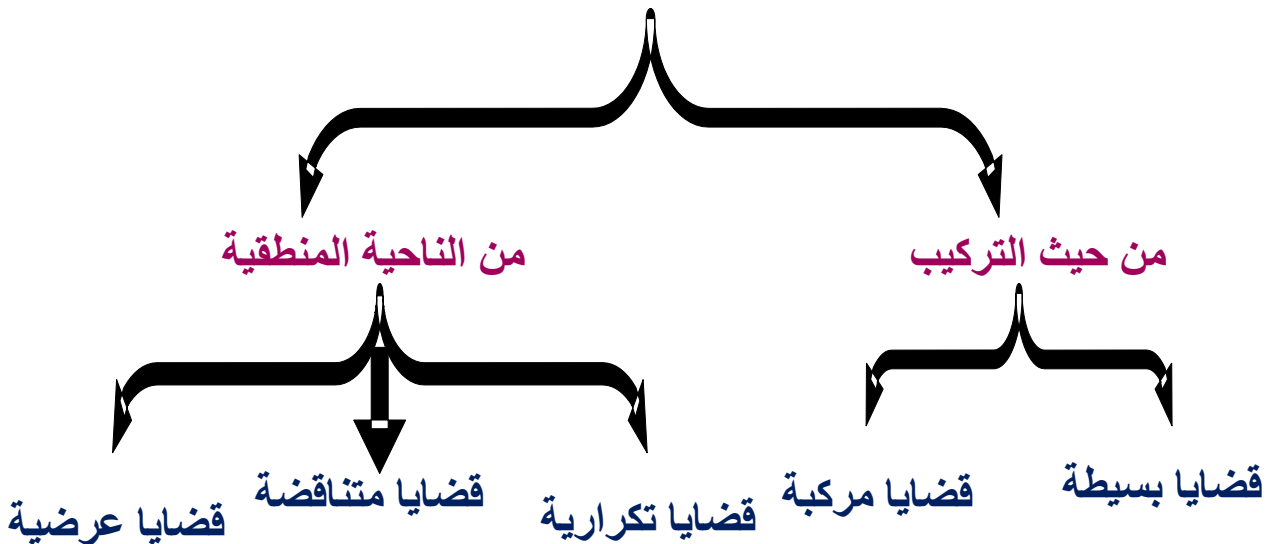 من حيث التركيب
من الناحية المنطقية
قضايا بسيطة
قضايا مركبة
قضايا تكرارية
قضايا متناقضة
قضايا عرضية